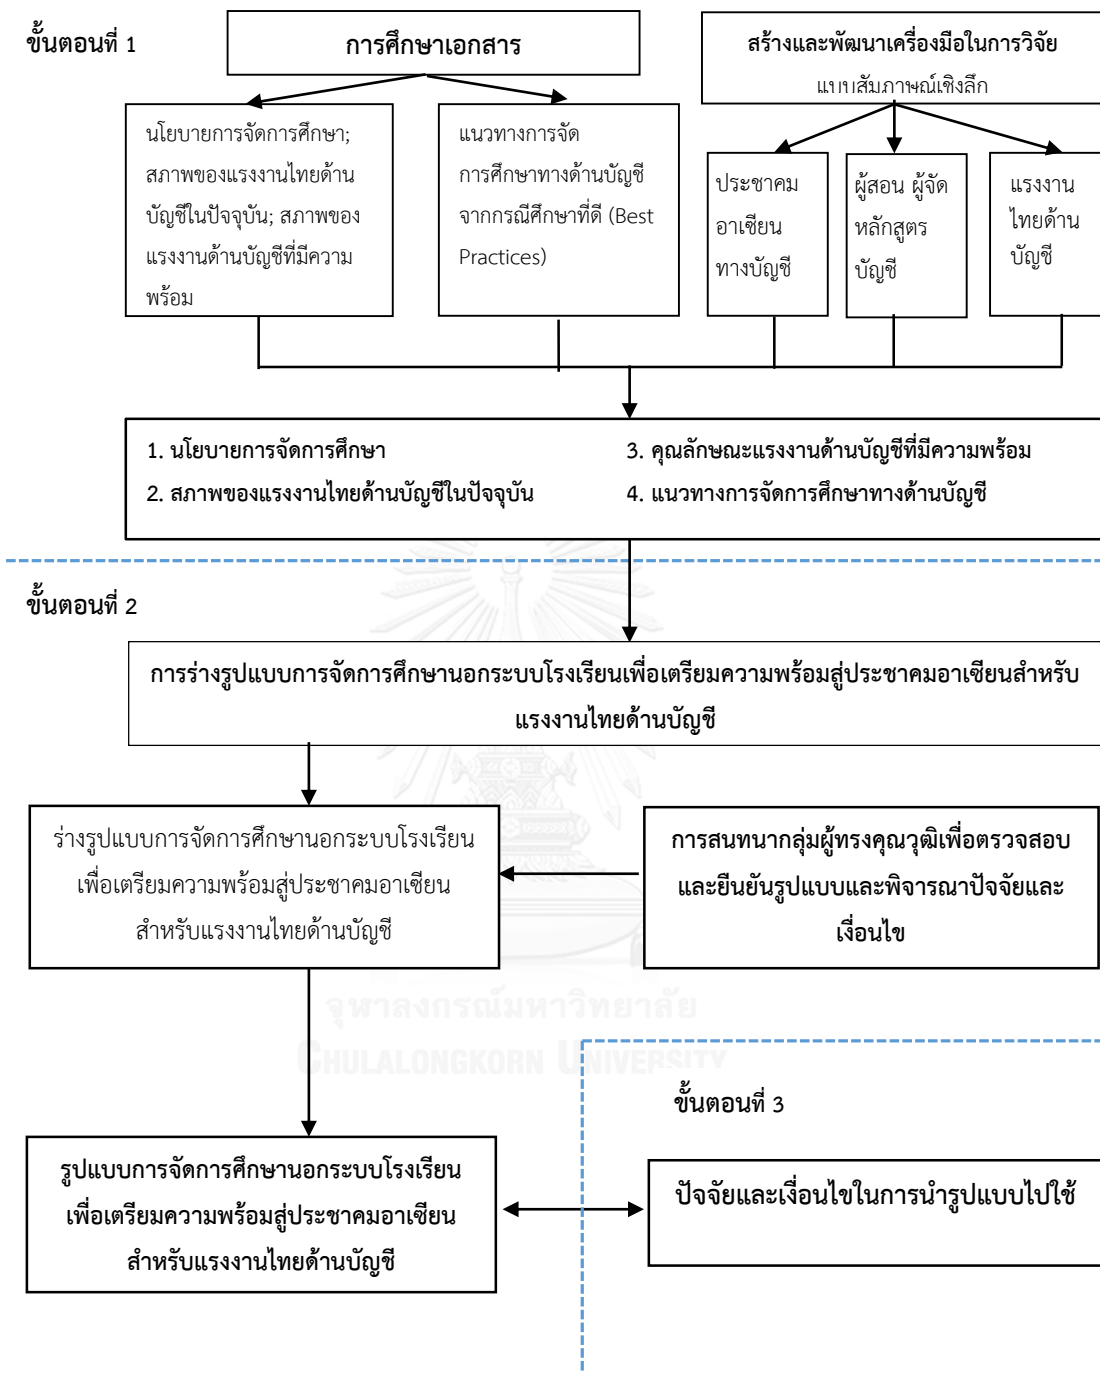 ขั้นตอนที่ 1
การศึกษาเอกสาร
สร้างและพัฒนาเครื่องมือในการวิจัย
แบบสัมภาษณ์เชิงลึก
นโยบายการจัดการศึกษา;
สภาพของแรงงานไทยด้าน
บัญชีในปัจจุบัน; สภาพของ
แรงงานด้านบัญชีที่มีความ
พร้อม
แนวทางการจัด
การศึกษาทางด้านบัญชี
จากกรณีศึกษาที่ดี (Best
Practices)
ประชาคม
อาเซียน
ทางบัญชี
ผู้สอน ผู้จัด
หลักสูตร
บัญชี
แรงงาน
ไทยด้าน
บัญชี
1. นโยบายการจัดการศึกษา
2. สภาพของแรงงานไทยด้านบัญชีในปัจจุบัน
3. คุณลักษณะแรงงานด้านบัญชีที่มีความพร้อม
4. แนวทางการจัดการศึกษาทางด้านบัญชี
ขั้นตอนที่ 2
การร่างรูปแบบการจัดการศึกษานอกระบบโรงเรียนเพื่อเตรียมความพร้อมสู่ประชาคมอาเซียนสำหรับ
แรงงานไทยด้านบัญชี
ร่างรูปแบบการจัดการศึกษานอกระบบโรงเรียน
เพื่อเตรียมความพร้อมสู่ประชาคมอาเซียน
สำหรับแรงงานไทยด้านบัญชี
การสนทนากลุ่มผู้ทรงคุณวุฒิเพื่อตรวจสอบ
และยืนยันรูปแบบและพิจารณาปัจจัยและ
เงื่อนไข
จุฬาลงกรณ์มหาวิทยาลัย
CHULALONGKORN UNIVERSITY
ขั้นตอนที่ 3
รูปแบบการจัดการศึกษานอกระบบโรงเรียน
เพื่อเตรียมความพร้อมสู่ประชาคมอาเซียน
สำหรับแรงงานไทยด้านบัญชี
ปัจจัยและเงื่อนไขในการนำรูปแบบไปใช้